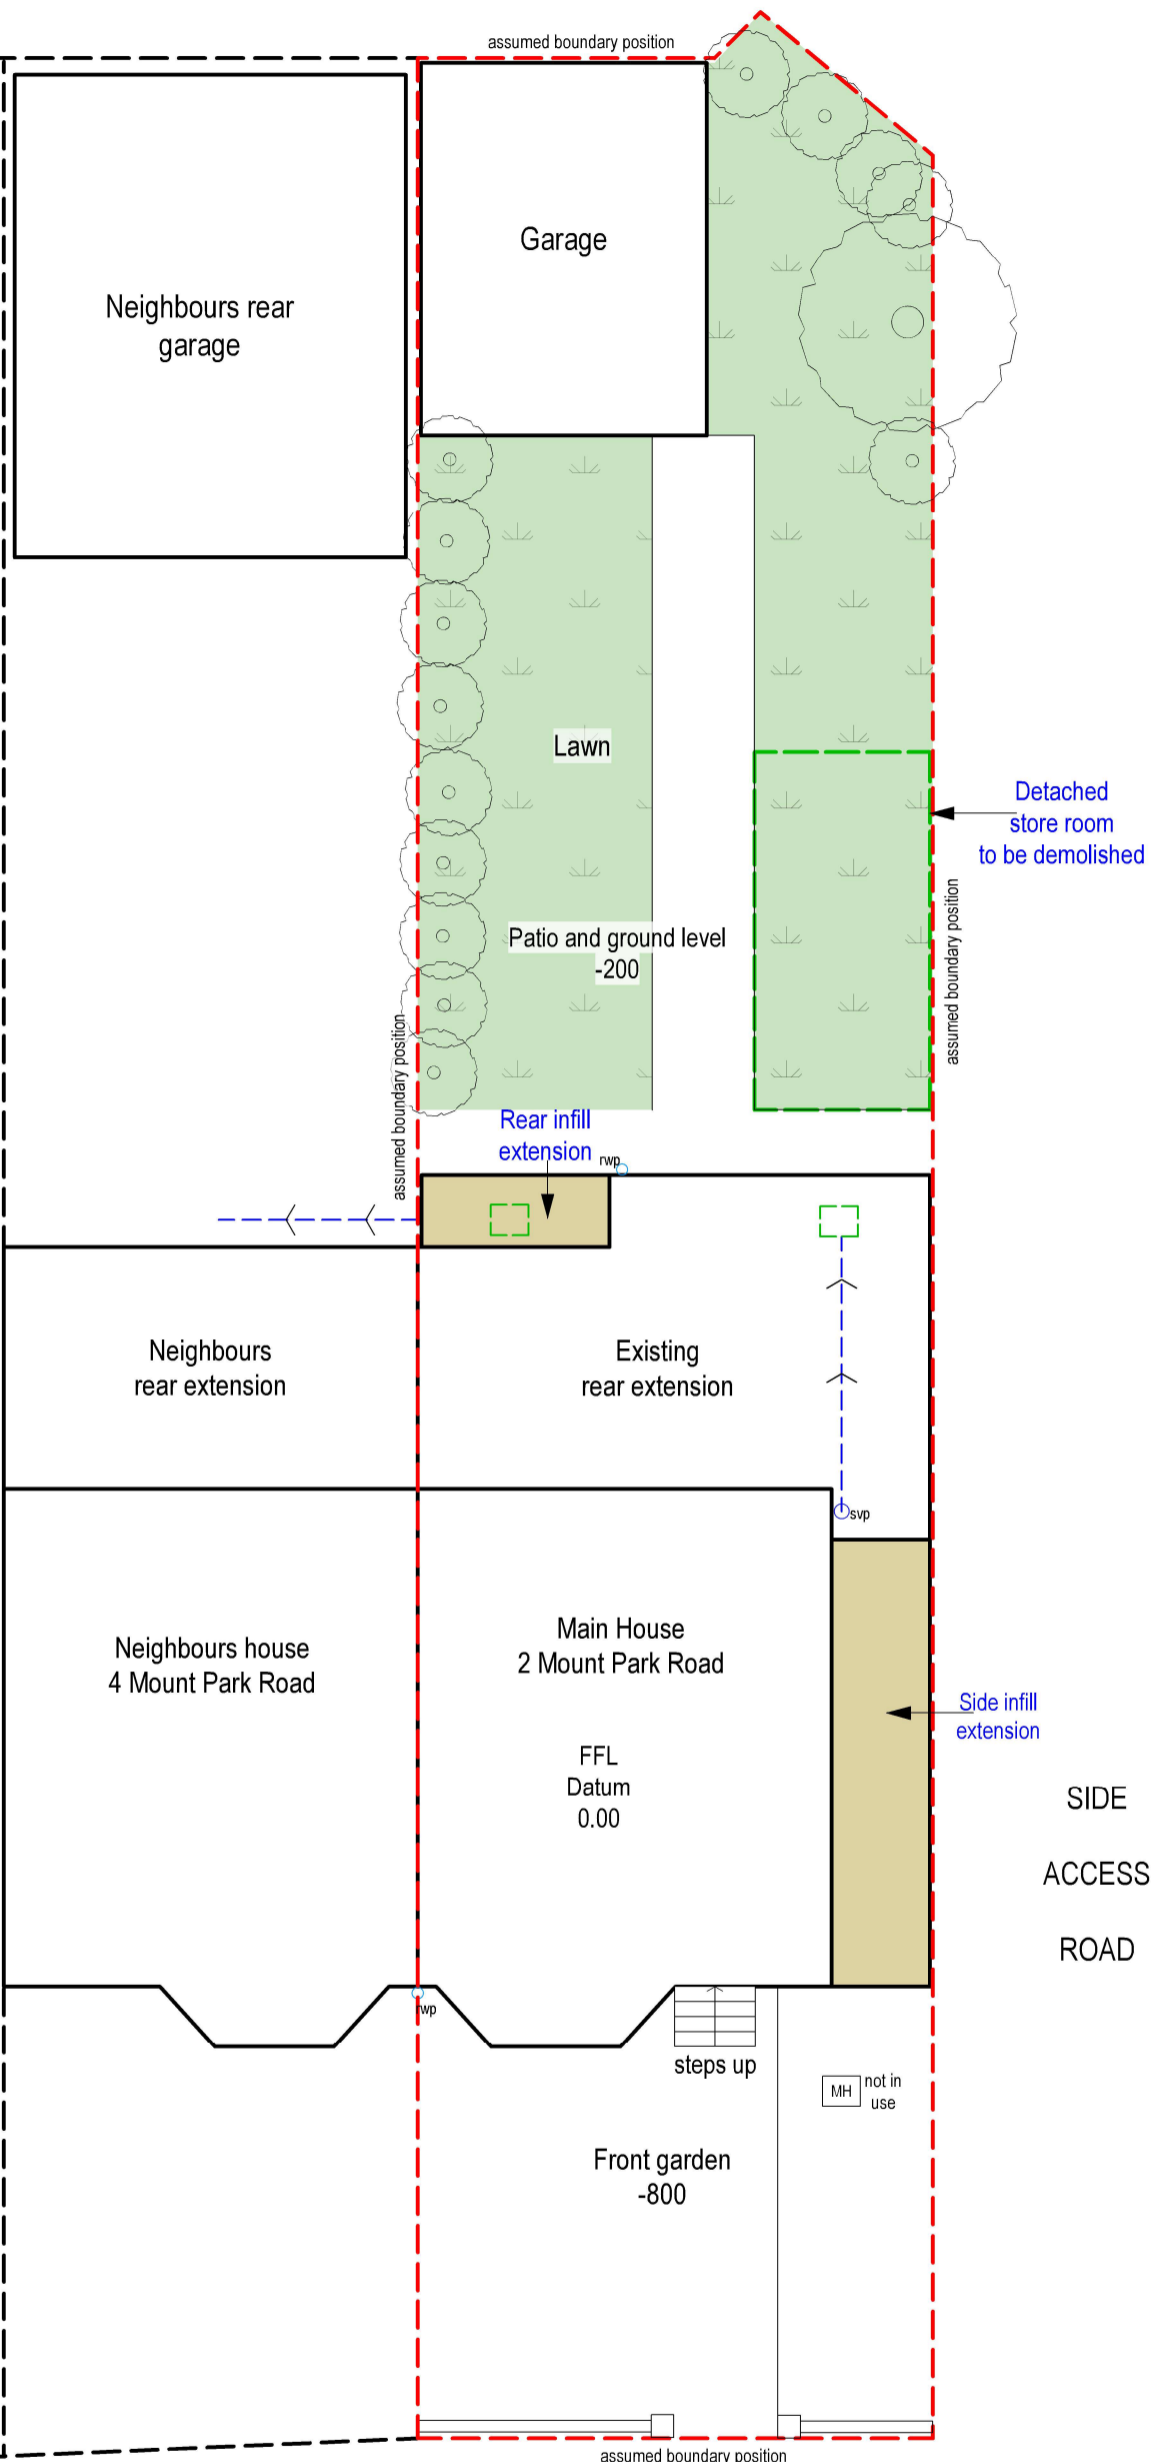 assumed boundary position
Garage
Neighbours rear
garage
Lawn
Detached
store room
to be demolished
assumed boundary position
Patio and ground level
-200
assumed boundary position
Rear infill
extension
rwp
Neighbours
rear extension
Existing
rear extension
svp
Neighbours house
4 Mount Park Road
Main House
2 Mount Park Road
FFL
Datum
0.00
Side infill
extension
SIDE
ACCESS
ROAD
rwp
steps up
MH
not in
use
Front garden
-800
assumed boundary position